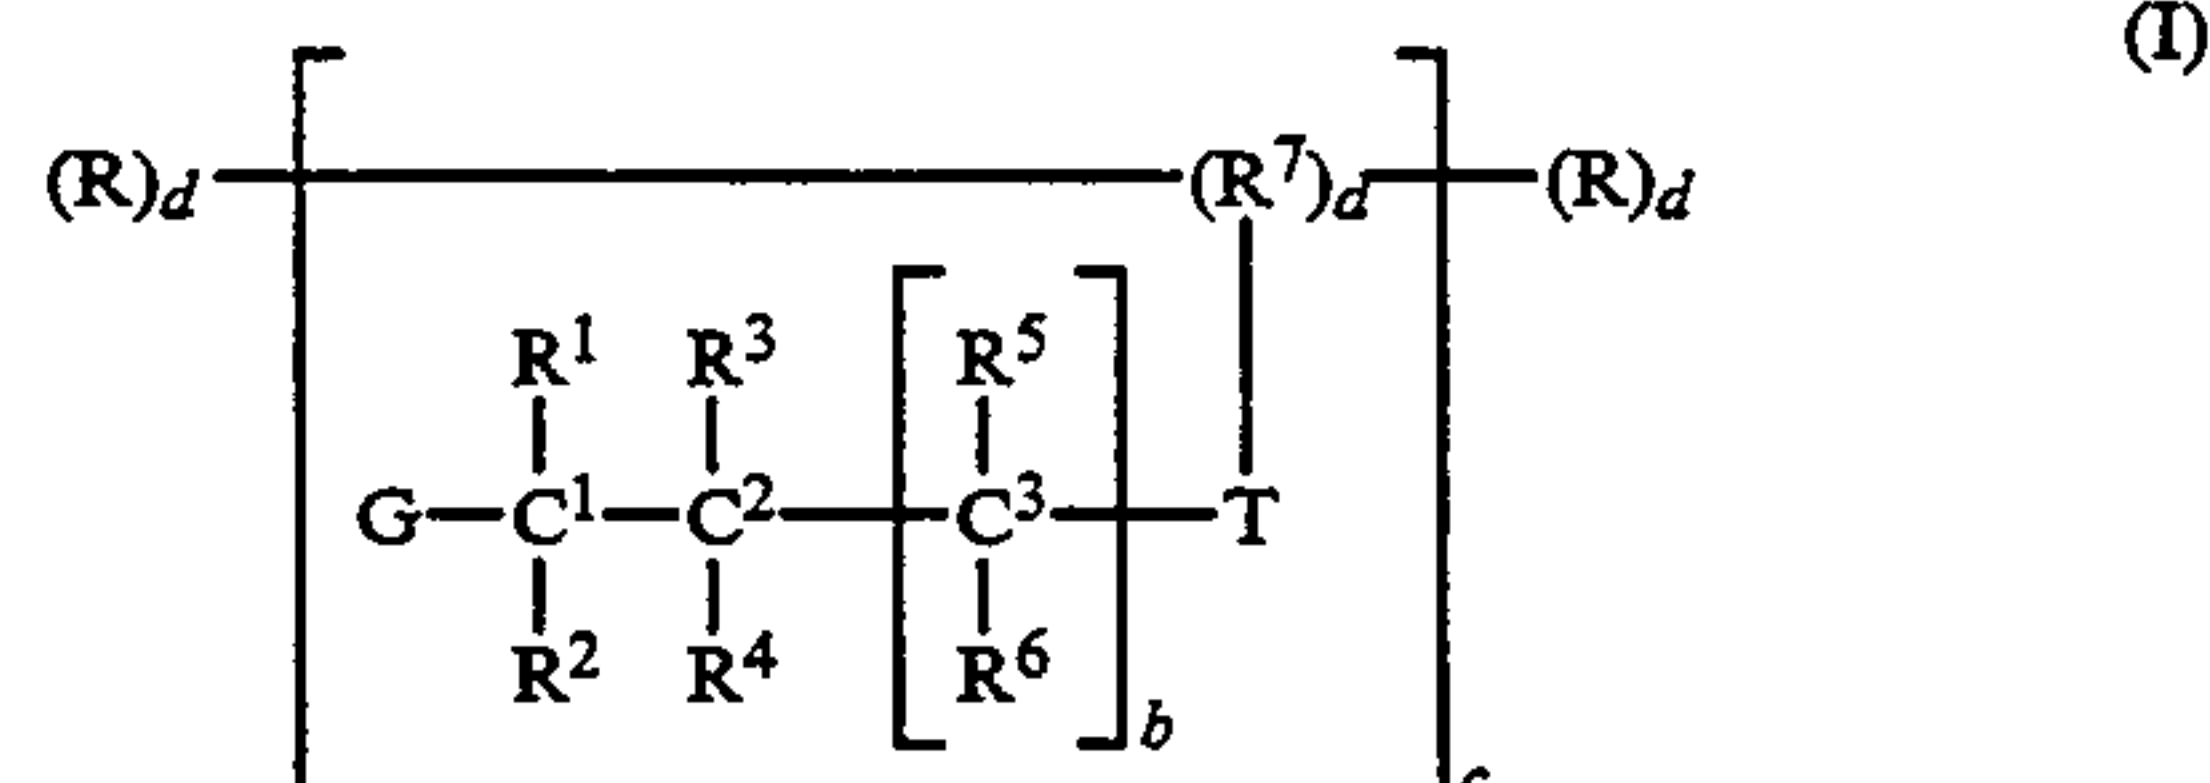 (I)
(R)d (R⁷)d (R)d
R¹ R³ R⁵
G—C¹—C²—C³—T
R² R⁴ R⁶
b